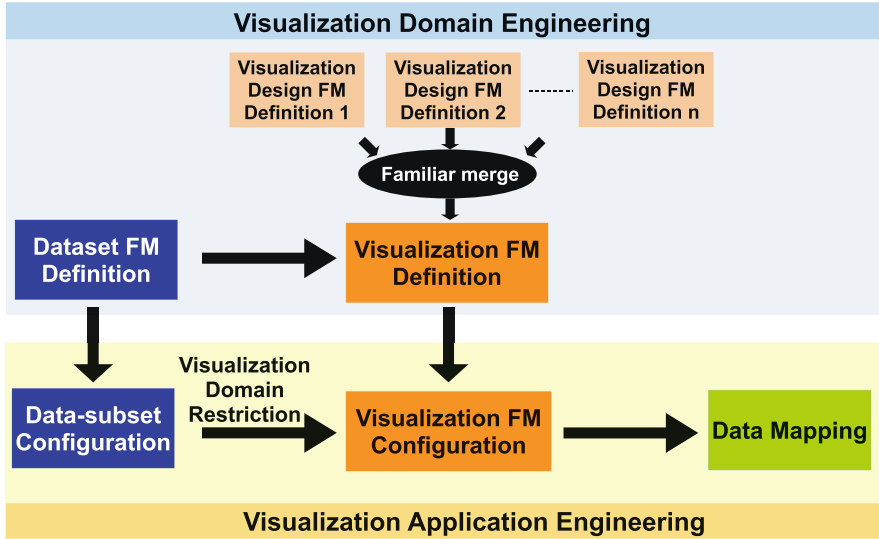 Visualization Domain Engineering
Visualization
Design FM
Definition 1
Visualization
Design FM
Definition 2
Visualization
Design FM
Definition n
Familiar merge
Dataset FM
Definition
Visualization FM
Definition
Visualization
Domain
Restriction
Data-subset
Configuration
Visualization FM
Configuration
Data Mapping
Visualization Application Engineering